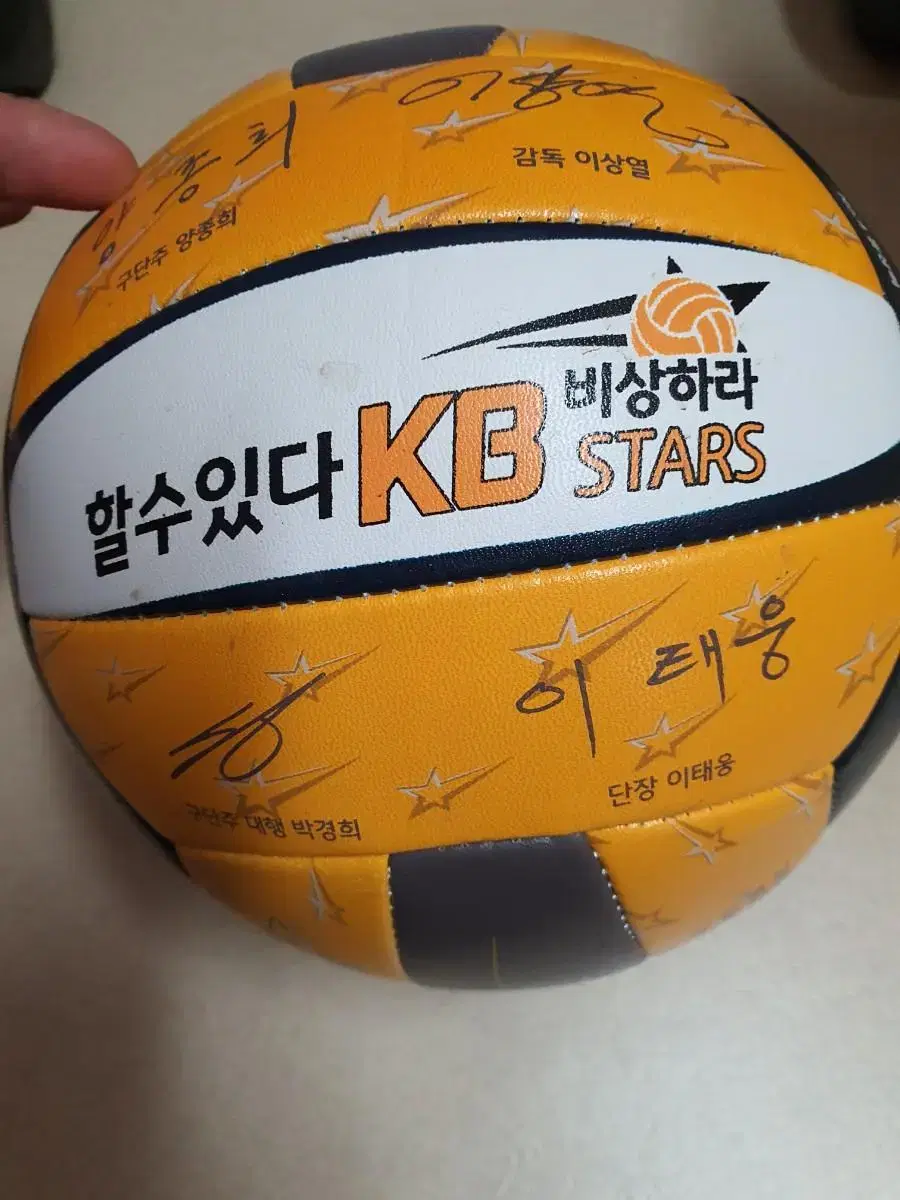 양종희
구단주 양종희
이상열
감독 이상열
비상하라
할수있다 KB STARS
이태웅
단장 이태웅
구단주 대행 박경희